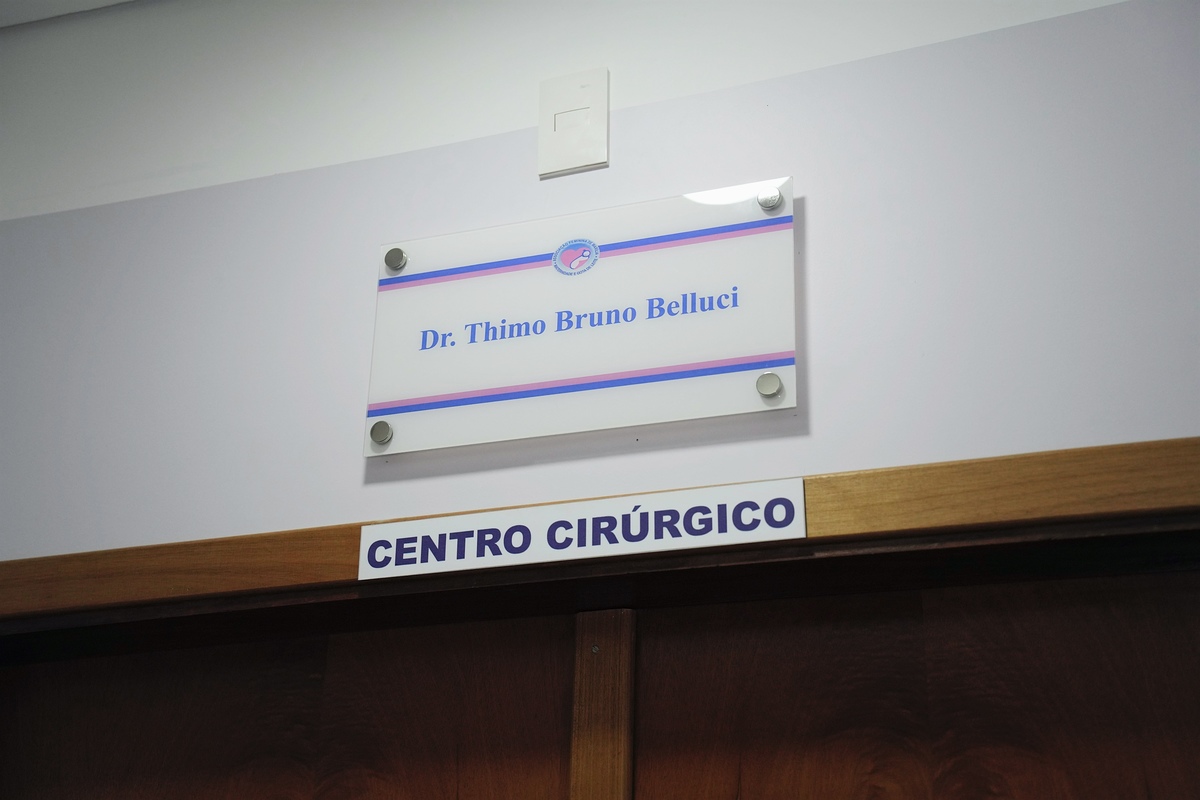 Dr. Thimo Bruno Belluci
CENTRO CIRÚRGICO